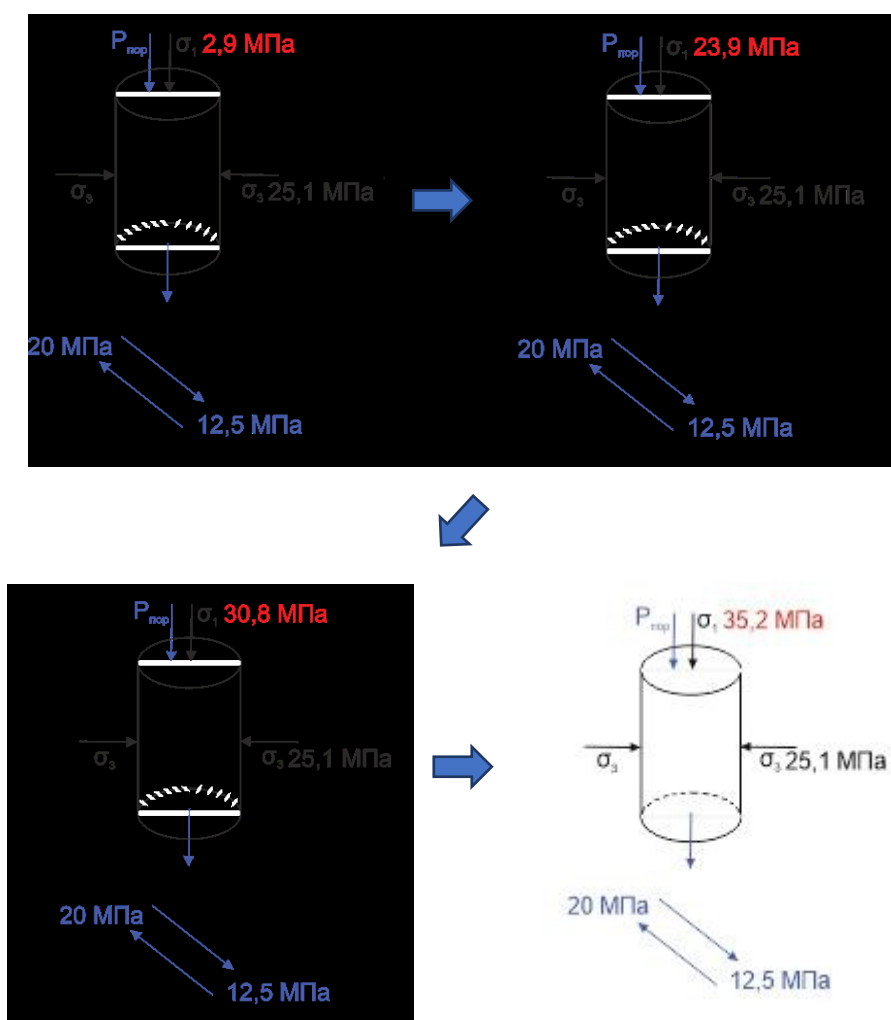 Pпор σ₁ 2,9 МПа
σ₃ σ₃ 25,1 МПа
20 МПа
12,5 МПа
Pпор σ₁ 23,9 МПа
σ₃ σ₃ 25,1 МПа
20 МПа
12,5 МПа
Pпор σ₁ 30,8 МПа
σ₃ σ₃ 25,1 МПа
20 МПа
12,5 МПа
Pпор σ₁ 35,2 МПа
σ₃ σ₃ 25,1 МПа
20 МПа
12,5 МПа